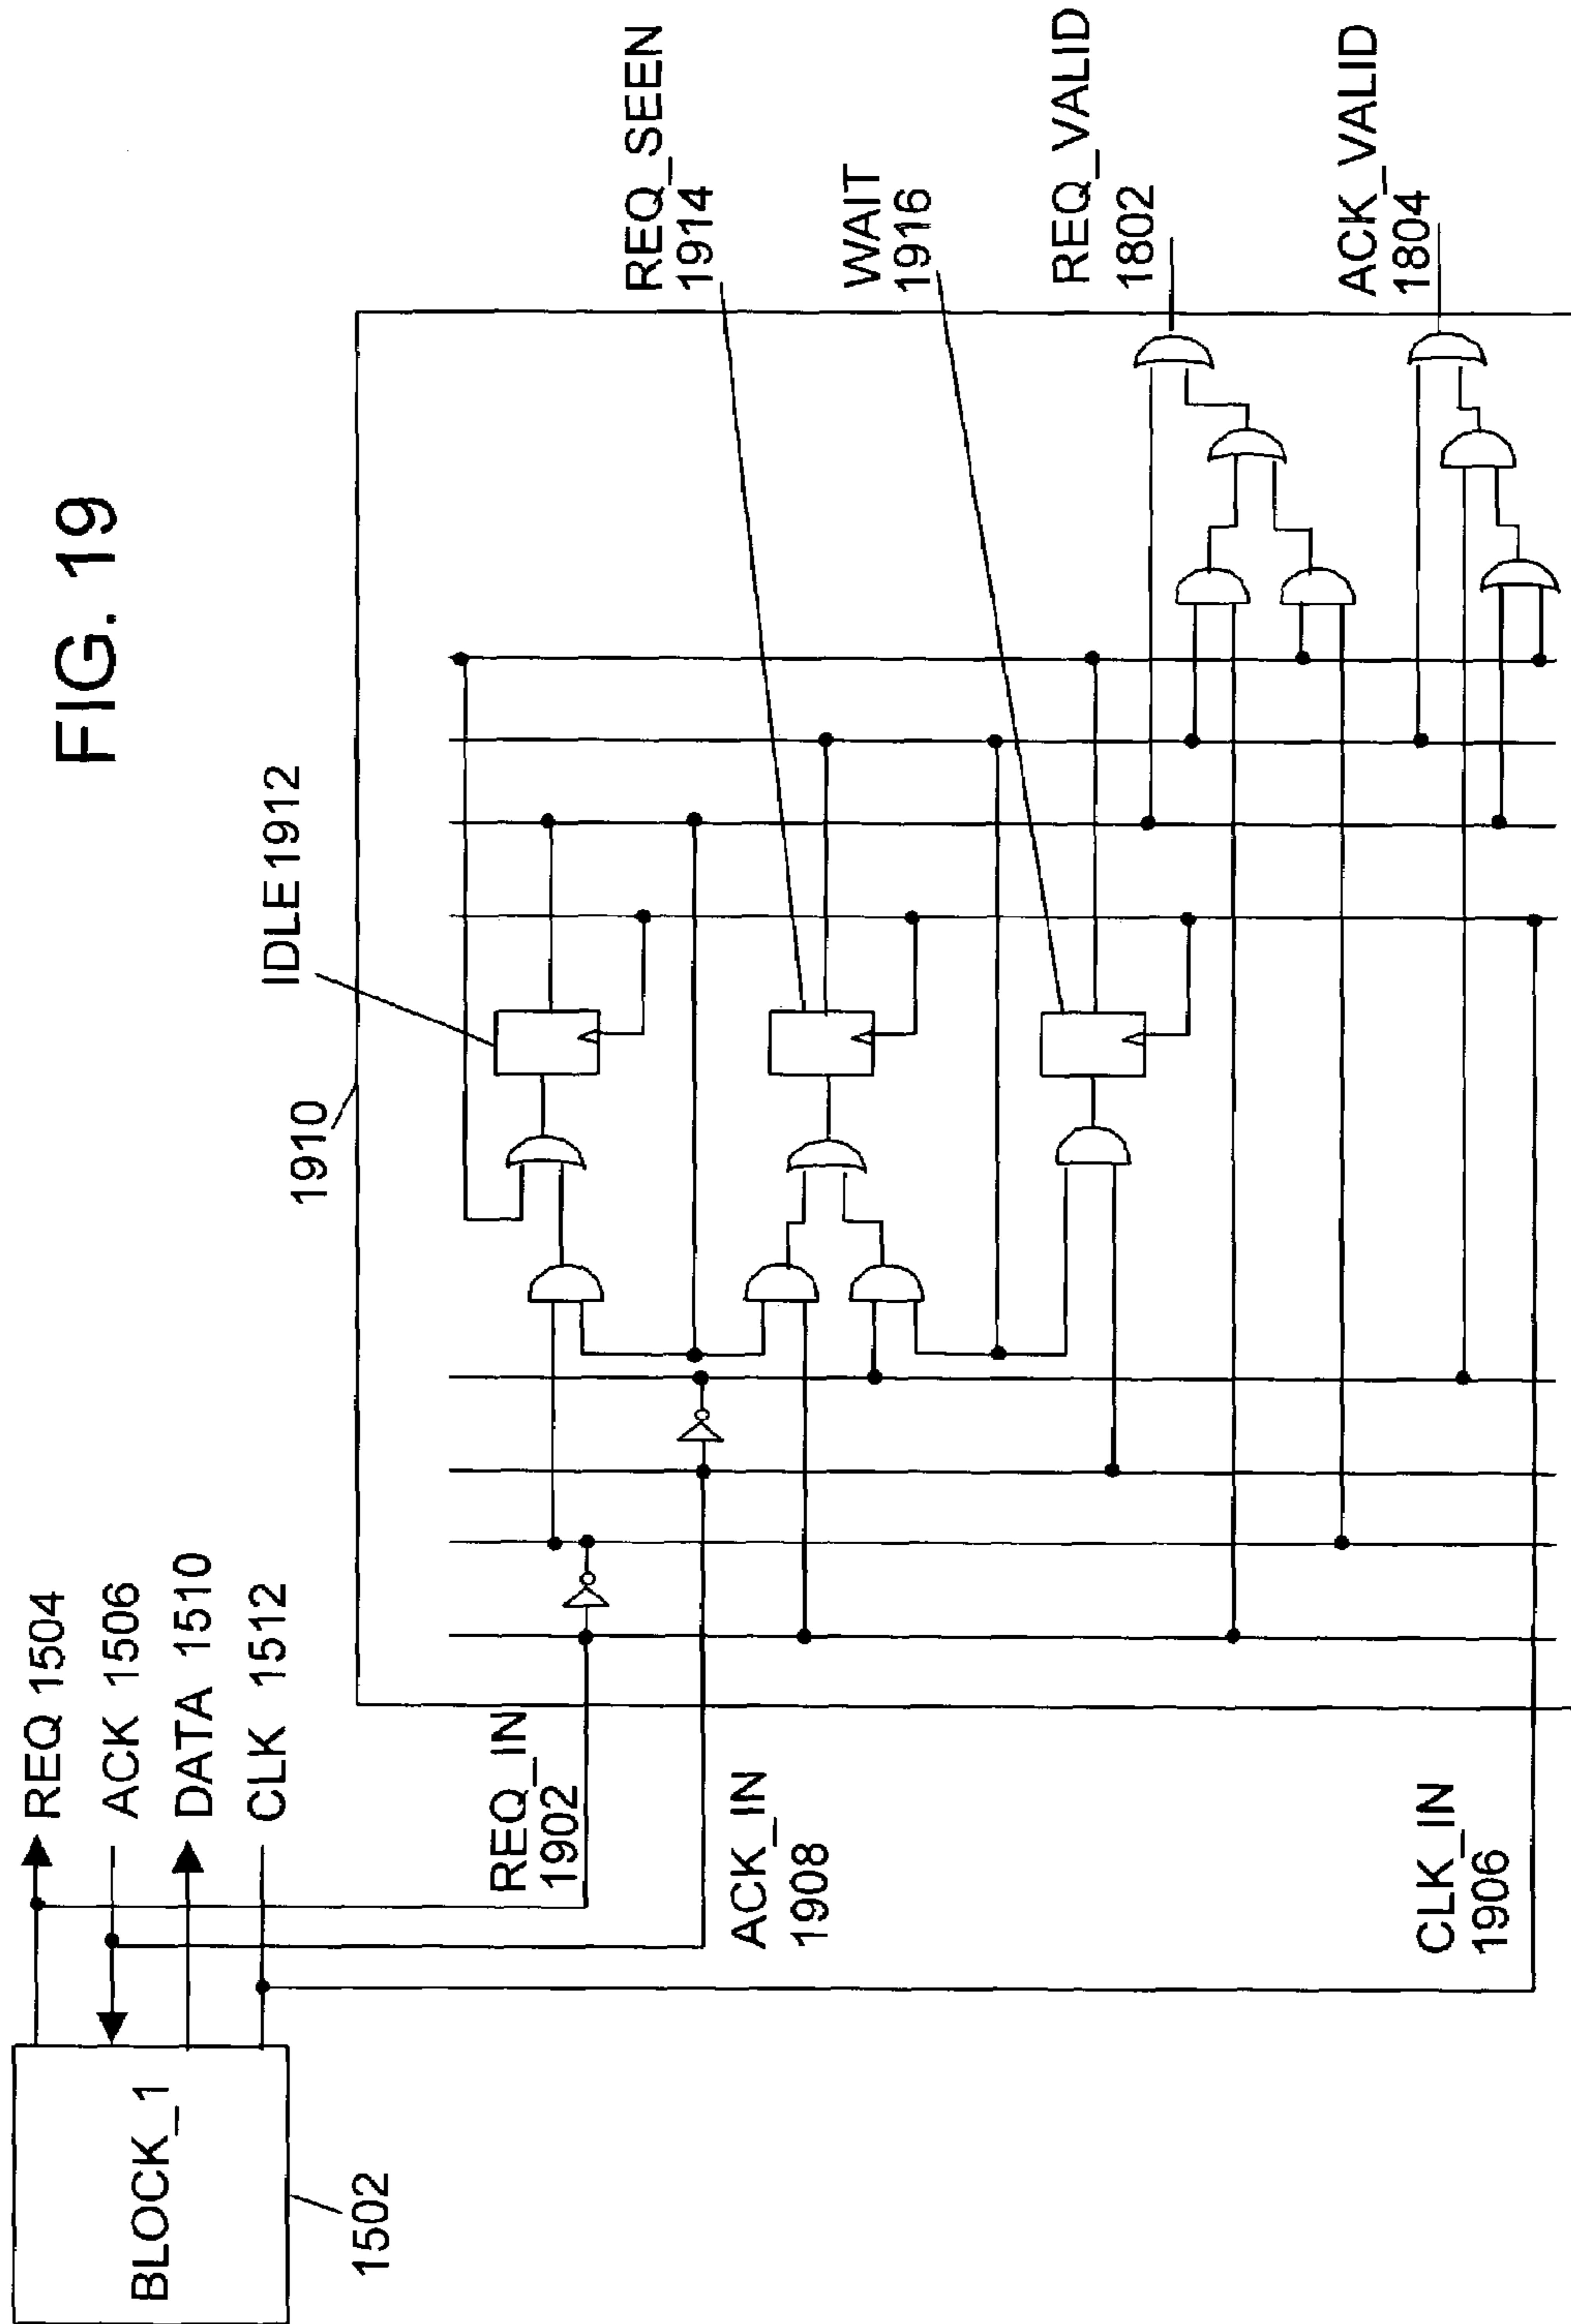 FIG. 19
REQ 1504
ACK 1506
DATA 1510
CLK 1512
BLOCK_1
1502
REQ_IN
1902
ACK_IN
1908
CLK_IN
1906
1910
IDLE 1912
REQ_SEEN
1914
WAIT
1916
REQ_VALID
1802
ACK_VALID
1804